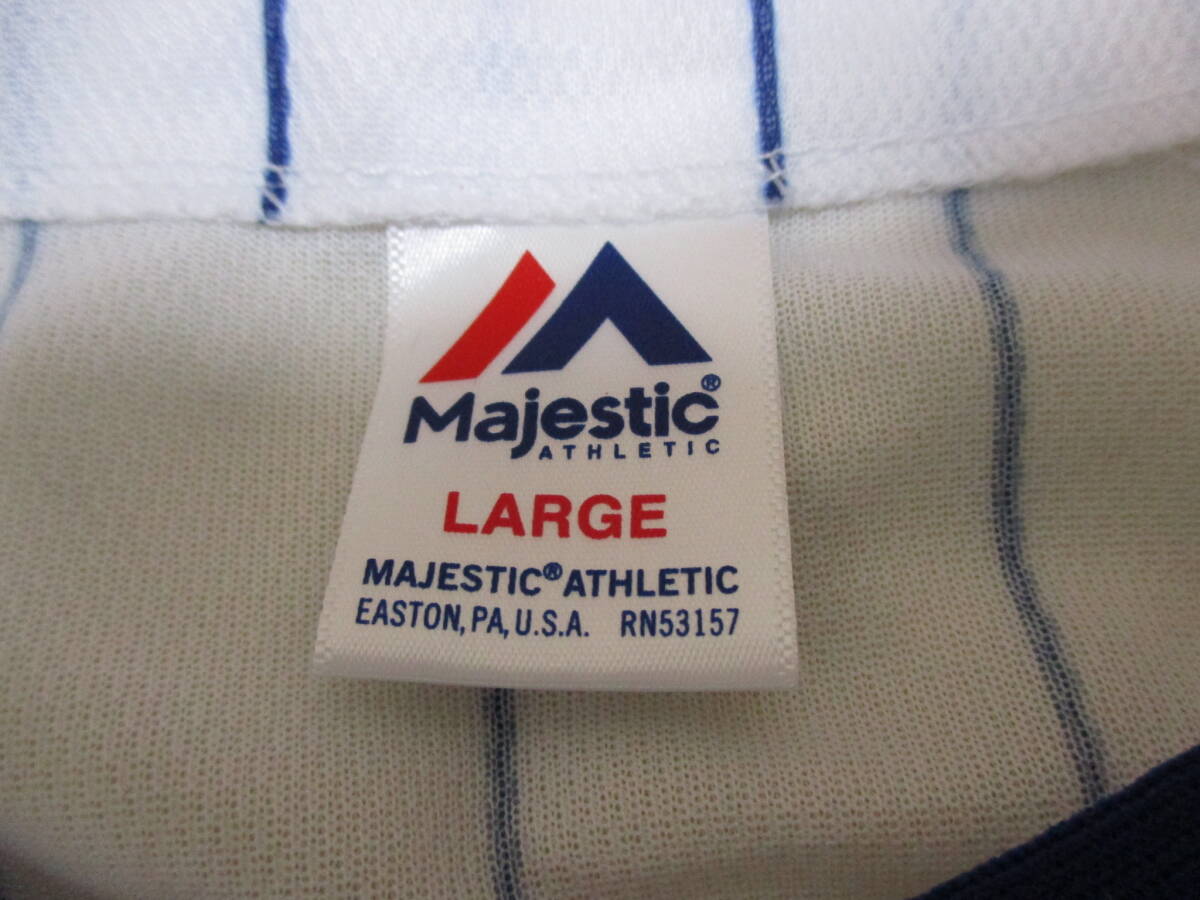 Majestic®
ATHLETIC
LARGE
MAJESTIC® ATHLETIC
EASTON, PA, U.S.A. RN53157